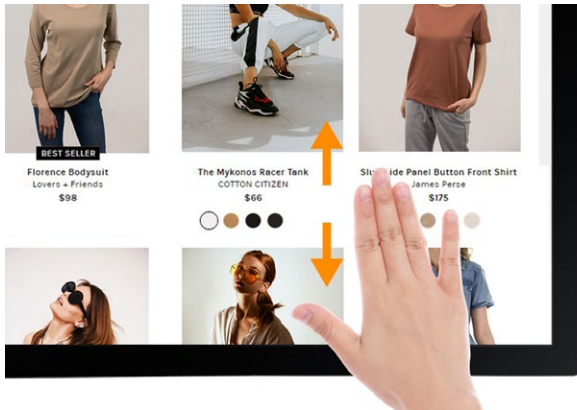 BEST SELLER
Florence Bodysuit
Lovers + Friends
$98
The Mykonos Racer Tank
COTTON CITIZEN
$66
Panel Button Front Shirt
James Perse
$175